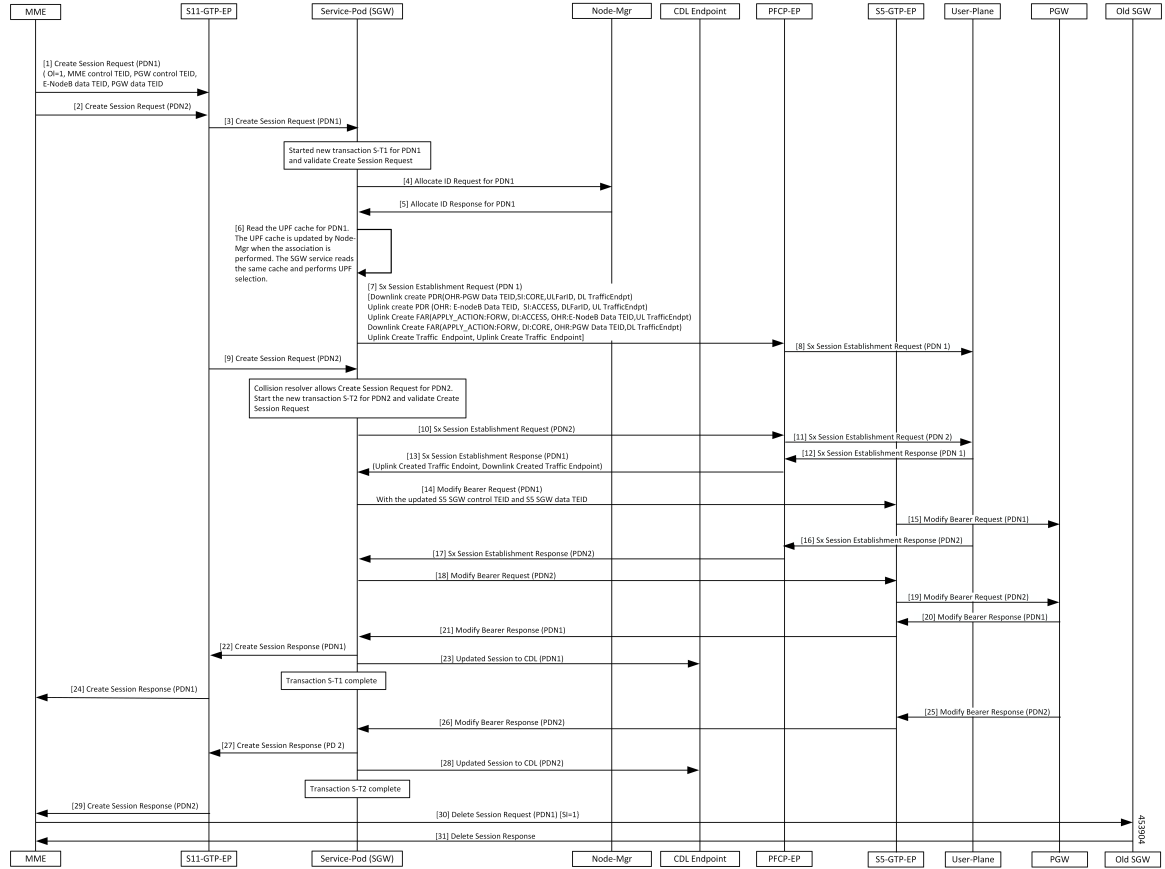 MME
S11-GTP-EP
Service-Pod (SGW)
Node-Mgr
CDL Endpoint
PFCP-EP
S5-GTP-EP
User-Plane
PGW
Old SGW
[1] Create Session Request (PDN1)
( OI=1, MME control TEID, PGW control TEID,
E-NodeB data TEID, PGW data TEID
[2] Create Session Request (PDN2)
[3] Create Session Request (PDN1)
Started new transaction S-T1 for PDN1
and validate Create Session Request
[4] Allocate ID Request for PDN1
[5] Allocate ID Response for PDN1
[6] Read the UPF cache for PDN1.
The UPF cache is updated by Node-
Mgr when the association is
performed. The SGW service reads
the same cache and performs UPF
selection.
[7] Sx Session Establishment Request (PDN 1)
[Downlink create PDR(OHR-PGW Data TEID,SI:CORE,ULFarID, DL TrafficEndpt)
Uplink create PDR (OHR: E-nodeB Data TEID,  SI:ACCESS, DLFarID, UL TrafficEndpt)
Uplink Create FAR(APPLY_ACTION:FORW, DI:ACCESS, OHR:E-NodeB Data TEID,UL TrafficEndpt)
Downlink Create FAR(APPLY_ACTION:FORW, DI:CORE, OHR:PGW Data TEID,DL TrafficEndpt)
Uplink Create Traffic  Endpoint, Uplink Create Traffic  Endpoint]
[8] Sx Session Establishment Request (PDN 1)
[9] Create Session Request (PDN2)
Collision resolver allows Create Session Request for PDN2.
Start the new transaction S-T2 for PDN2 and validate Create
Session Request
[10] Sx Session Establishment Request (PDN2)
[11] Sx Session Establishment Request (PDN 2)
[12] Sx Session Establishment Response (PDN 1)
[13] Sx Session Establishment Response (PDN1)
(Uplink Created Traffic Endoint, Downlink Created Traffic Endpoint)
[14] Modify Bearer Request (PDN1)
With the updated S5 SGW control TEID and S5 SGW data TEID
[15] Modify Bearer Request (PDN1)
[16] Sx Session Establishment Response (PDN2)
[17] Sx Session Establishment Response (PDN2)
[18] Modify Bearer Request (PDN2)
[19] Modify Bearer Request (PDN2)
[20] Modify Bearer Response (PDN1)
[21] Modify Bearer Response (PDN1)
[22] Create Session Response (PDN1)
[23] Updated Session to CDL (PDN1)
Transaction S-T1 complete
[24] Create Session Response (PDN1)
[25] Modify Bearer Response (PDN2)
[26] Modify Bearer Response (PDN2)
[27] Create Session Response (PD 2)
[28] Updated Session to CDL (PDN2)
Transaction S-T2 complete
[29] Create Session Response (PDN2)
[30] Delete Session Request (PDN1) [SI=1)
[31] Delete Session Response
453904
MME
S11-GTP-EP
Service-Pod (SGW)
Node-Mgr
CDL Endpoint
PFCP-EP
S5-GTP-EP
User-Plane
PGW
Old SGW